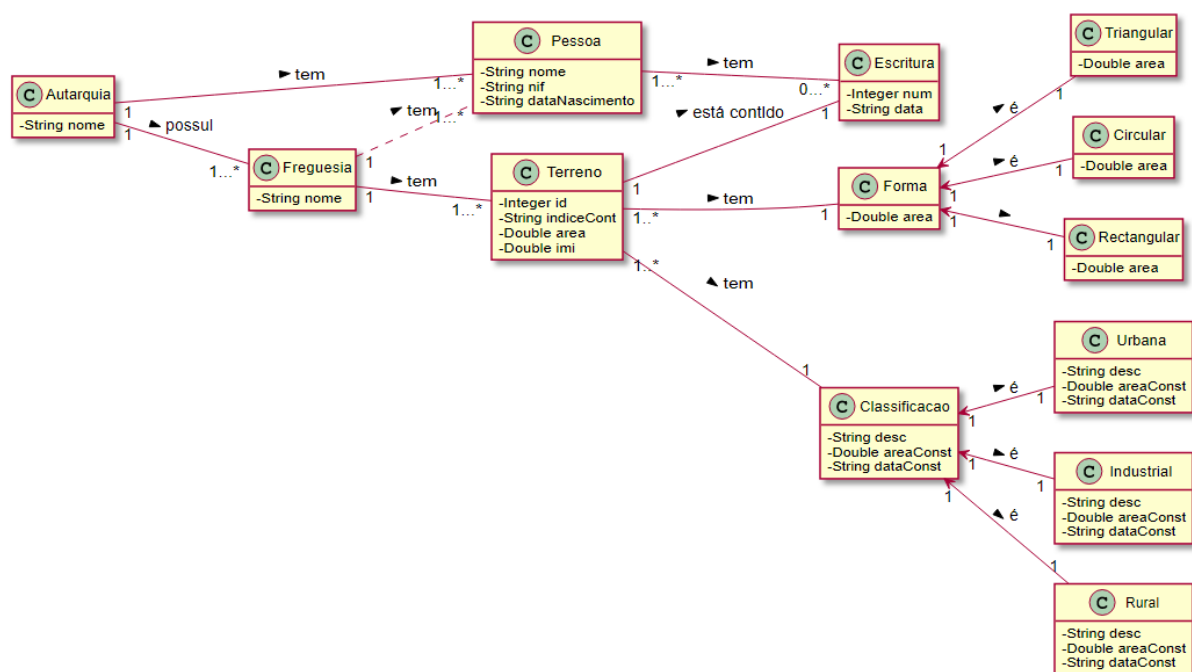 C Autarquia
-String nome
tem
1
1...*
possui
1
1...*
C Pessoa
-String nome
-String nif
-String dataNascimento
tem
1
1...*
C Freguesia
-String nome
tem
1
1...*
C Terreno
-Integer id
-String indiceCont
-Double area
-Double imi
tem
1...*
0...*
está contido
1
1
C Escritura
-Integer num
-String data
tem
1..*
1
C Forma
-Double area
tem
1..*
1
C Classificacao
-String desc
-Double areaConst
-String dataConst
é
1
1
C Triangular
-Double area
é
1
1
C Circular
-Double area
1
1
C Rectangular
-Double area
é
1
1
C Urbana
-String desc
-Double areaConst
-String dataConst
é
1
1
C Industrial
-String desc
-Double areaConst
-String dataConst
é
1
1
C Rural
-String desc
-Double areaConst
-String dataConst